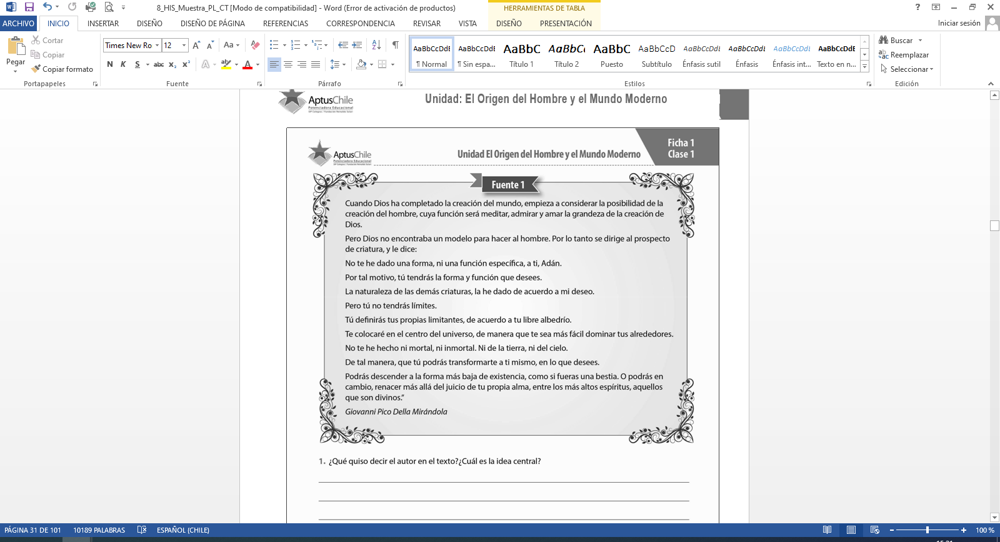 8_HIS_Muestra_PL_CT [Modo de compatibilidad] - Word (Error de activación de productos)
HERRAMIENTAS DE TABLA
?
ARCHIVO INICIO INSERTAR DISEÑO DISEÑO DE PÁGINA REFERENCIAS CORRESPONDENCIA REVISAR VISTA DISEÑO PRESENTACIÓN
Iniciar sesión
Pegar
Cortar
Copiar
Copiar formato
Portapapeles
Times New Ro 12
Aa
N K S abc x₂ x²
Fuente
Párrafo
AaBbCcDdE AaBbCcDdE AaBbC AaBbC AaBbC AaBbCcD AaBbCcDdE AaBbCcDdE AaBbCcDdE AaBbCcDdE
¶ Normal ¶ Sin espa... Título 1 Título 2 Puesto Subtítulo Énfasis sutil Énfasis Énfasis int... Texto en n...
Estilos
Buscar
Reemplazar
Seleccionar
Edición
AptusChile
Potenciadora Educacional
Unidad: El Origen del Hombre y el Mundo Moderno
AptusChile
Potenciadora Educacional
Unidad El Origen del Hombre y el Mundo Moderno
Ficha 1
Clase 1
Fuente 1
Cuando Dios ha completado la creación del mundo, empieza a considerar la posibilidad de la
creación del hombre, cuya función será meditar, admirar y amar la grandeza de la creación de
Dios.
Pero Dios no encontraba un modelo para hacer al hombre. Por lo tanto se dirige al prospecto
de criatura, y le dice:
No te he dado una forma, ni una función específica, a ti, Adán.
Por tal motivo, tú tendrás la forma y función que desees.
La naturaleza de las demás criaturas, la he dado de acuerdo a mi deseo.
Pero tú no tendrás límites.
Tú definirás tus propias limitantes, de acuerdo a tu libre albedrío.
Te colocaré en el centro del universo, de manera que te sea más fácil dominar tus alrededores.
No te he hecho ni mortal, ni inmortal. Ni de la tierra, ni del cielo.
De tal manera, que tú podrás transformarte a ti mismo, en lo que desees.
Podrás descender a la forma más baja de existencia, como si fueras una bestia. O podrás en
cambio, renacer más allá del juicio de tu propia alma, entre los más altos espíritus, aquellos
que son divinos."
Giovanni Pico Della Mirándola
1. ¿Qué quiso decir el autor en el texto?¿Cuál es la idea central?
PÁGINA 31 DE 101 10189 PALABRAS ESPAÑOL (CHILE)
100 %